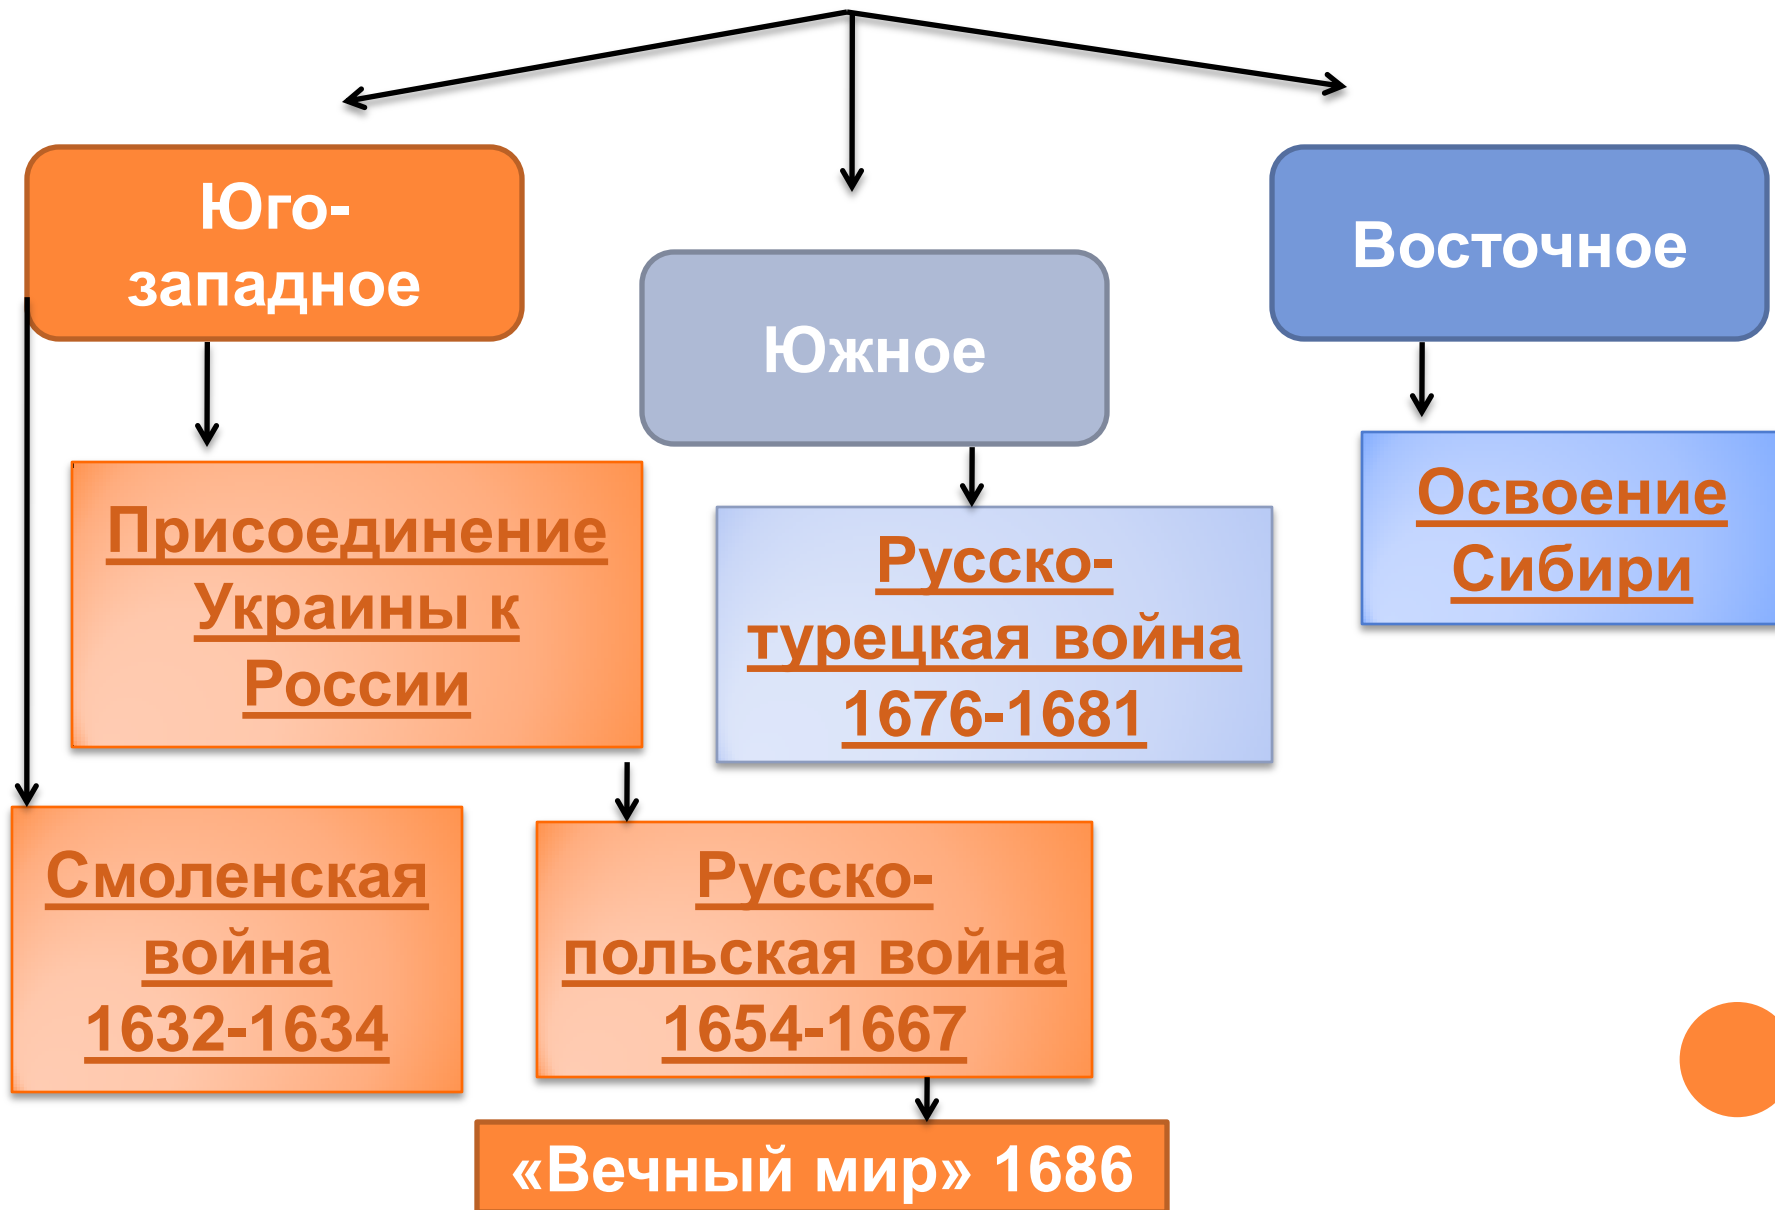 Юго-
западное
Южное
Восточное
Присоединение
Украины к
России
Русско-
турецкая война
1676-1681
Освоение
Сибири
Смоленская
война
1632-1634
Русско-
польская война
1654-1667
«Вечный мир» 1686